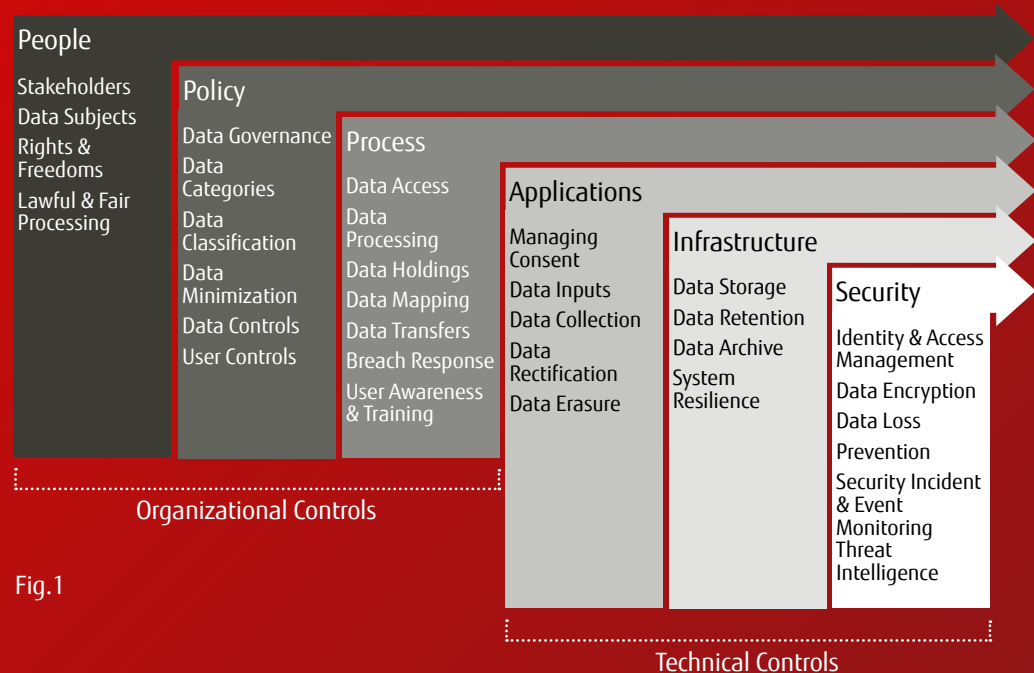 People
Stakeholders
Data Subjects
Rights &
Freedoms
Lawful & Fair
Processing
Policy
Data Governance
Data
Categories
Data
Classification
Data
Minimization
Data Controls
User Controls
Process
Data Access
Data
Processing
Data Holdings
Data Mapping
Data Transfers
Breach Response
User Awareness
& Training
Applications
Managing
Consent
Data Inputs
Data Collection
Data
Rectification
Data Erasure
Infrastructure
Data Storage
Data Retention
Data Archive
System
Resilience
Security
Identity & Access
Management
Data Encryption
Data Loss
Prevention
Security Incident
& Event
Monitoring
Threat
Intelligence
Organizational Controls
Fig.1
Technical Controls